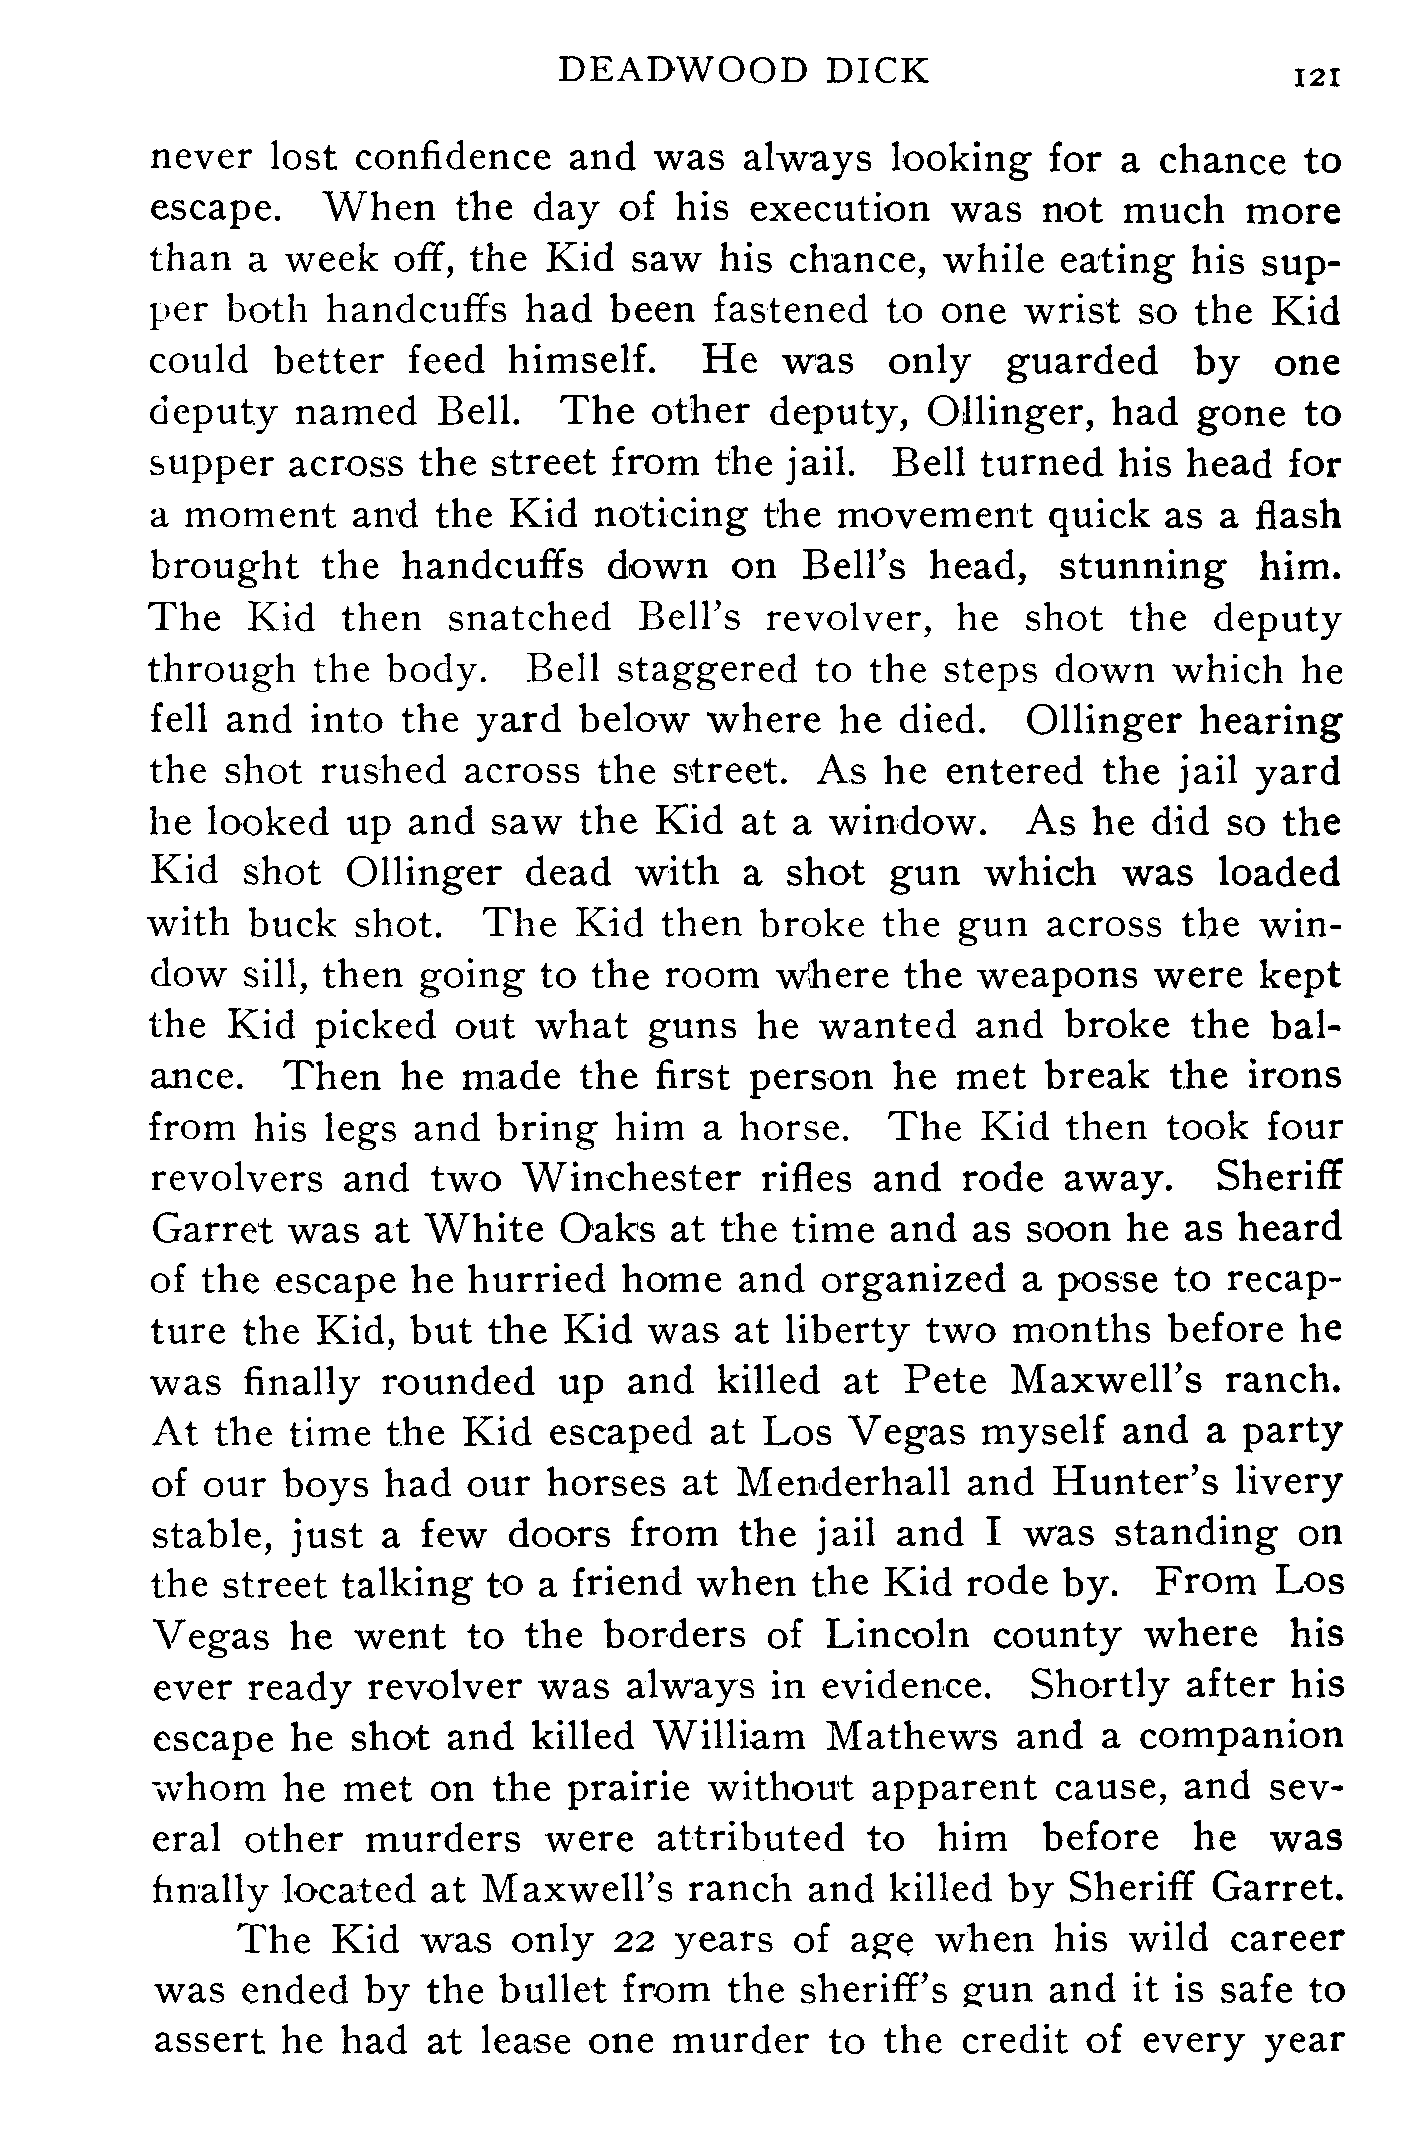 DEADWOOD DICK 121
never lost confidence and was always looking for a chance to
escape. When the day of his execution was not much more
than a week off, the Kid saw his chance, while eating his sup-
per both handcuffs had been fastened to one wrist so the Kid
could better feed himself. He was only guarded by one
deputy named Bell. The other deputy, Ollinger, had gone to
supper across the street from the jail. Bell turned his head for
a moment and the Kid noticing the movement quick as a flash
brought the handcuffs down on Bell's head, stunning him.
The Kid then snatched Bell's revolver, he shot the deputy
through the body. Bell staggered to the steps down which he
fell and into the yard below where he died. Ollinger hearing
the shot rushed across the street. As he entered the jail yard
he looked up and saw the Kid at a window. As he did so the
Kid shot Ollinger dead with a shot gun which was loaded
with buck shot. The Kid then broke the gun across the win-
dow sill, then going to the room where the weapons were kept
the Kid picked out what guns he wanted and broke the bal-
ance. Then he made the first person he met break the irons
from his legs and bring him a horse. The Kid then took four
revolvers and two Winchester rifles and rode away. Sheriff
Garret was at White Oaks at the time and as soon he as heard
of the escape he hurried home and organized a posse to recap-
ture the Kid, but the Kid was at liberty two months before he
was finally rounded up and killed at Pete Maxwell's ranch.
At the time the Kid escaped at Los Vegas myself and a party
of our boys had our horses at Menderhall and Hunter's livery
stable, just a few doors from the jail and I was standing on
the street talking to a friend when the Kid rode by. From Los
Vegas he went to the borders of Lincoln county where his
ever ready revolver was always in evidence. Shortly after his
escape he shot and killed William Mathews and a companion
whom he met on the prairie without apparent cause, and sev-
eral other murders were attributed to him before he was
finally located at Maxwell's ranch and killed by Sheriff Garret.
The Kid was only 22 years of age when his wild career
was ended by the bullet from the sheriff's gun and it is safe to
assert he had at lease one murder to the credit of every year